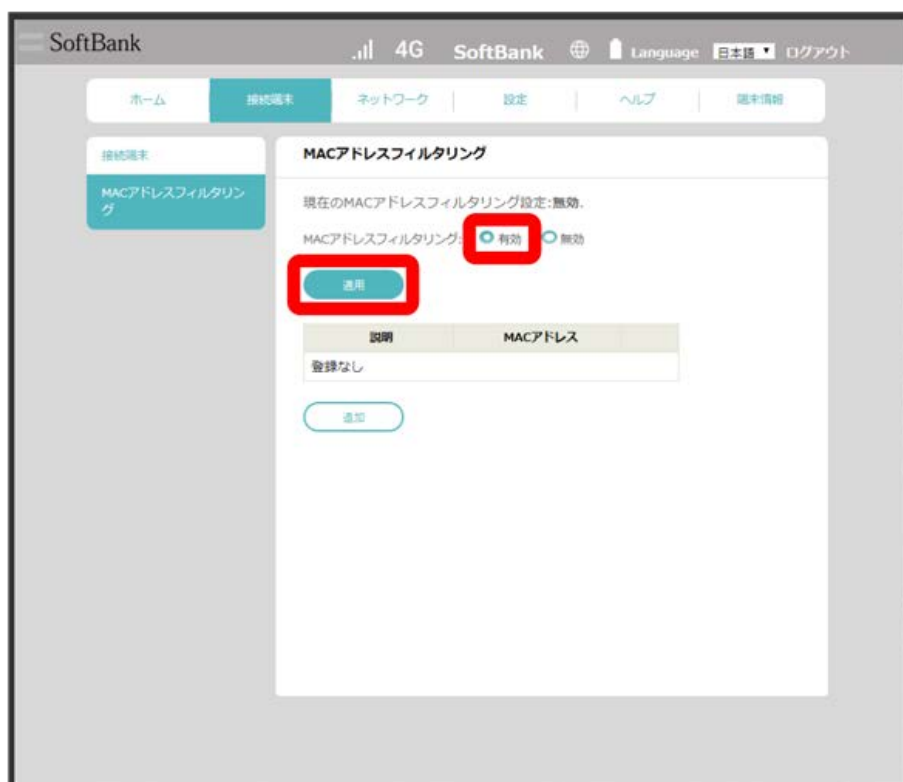 SoftBank
4G SoftBank Language 日本語 ログアウト
ホーム 接続端末 ネットワーク 設定 ヘルプ 端末情報
接続端末
MACアドレスフィルタリン
グ
MACアドレスフィルタリング
現在のMACアドレスフィルタリング設定:無効.
MACアドレスフィルタリング: 有効 無効
適用
説明 MACアドレス
登録なし
追加